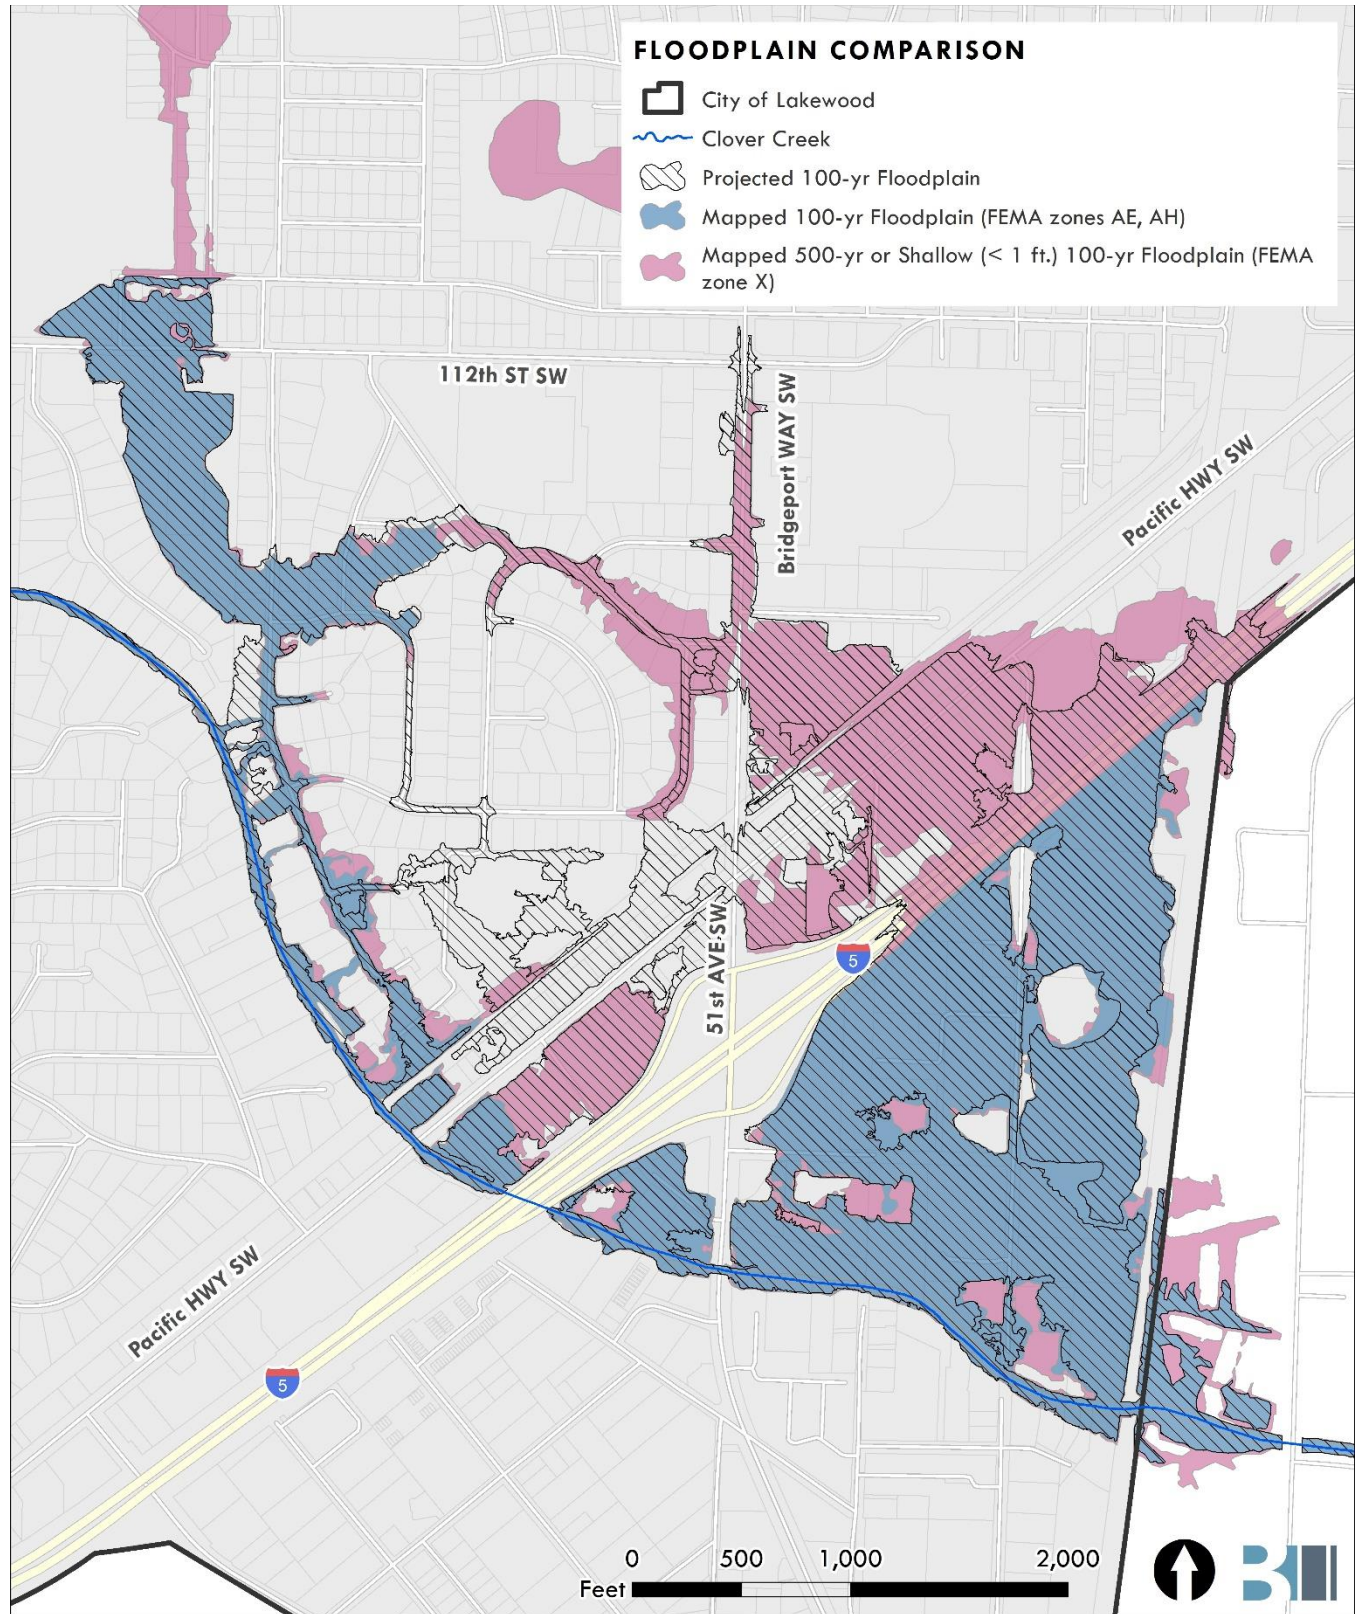 FLOODPLAIN COMPARISON
City of Lakewood
Clover Creek
Projected 100-yr Floodplain
Mapped 100-yr Floodplain (FEMA zones AE, AH)
Mapped 500-yr or Shallow (< 1 ft.) 100-yr Floodplain (FEMA
zone X)
112th ST SW
Bridgeport WAY SW
Pacific HWY SW
51st AVE SW
5
Pacific HWY SW
5
0 500 1,000 2,000
Feet